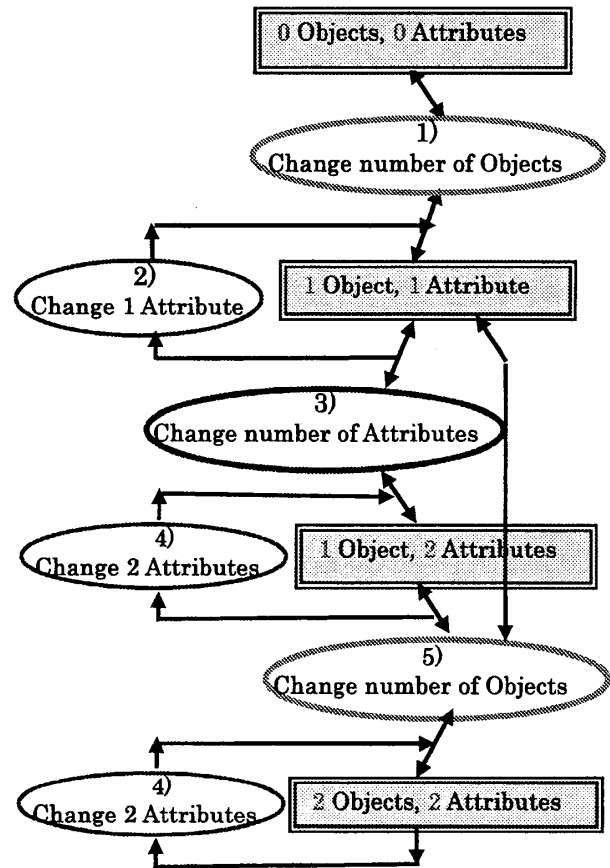 0 Objects, 0 Attributes
1)
Change number of Objects
2)
Change 1 Attribute
1 Object, 1 Attribute
3)
Change number of Attributes
4)
Change 2 Attributes
1 Object, 2 Attributes
5)
Change number of Objects
4)
Change 2 Attributes
2 Objects, 2 Attributes